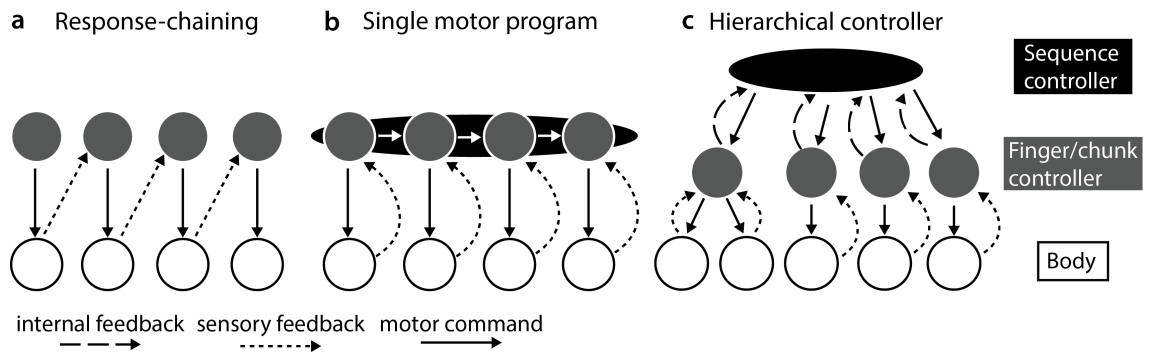 a Response-chaining
b Single motor program
c Hierarchical controller
Sequence
controller
Finger/chunk
controller
Body
internal feedback sensory feedback motor command